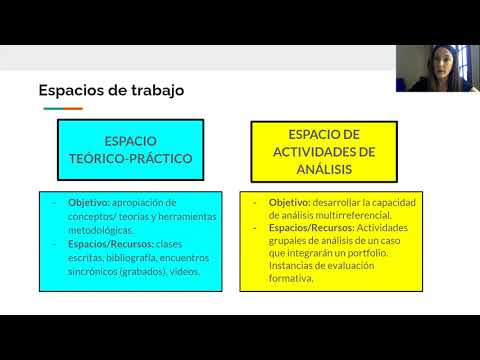 Espacios de trabajo
ESPACIO
TEÓRICO-PRÁCTICO
- Objetivo: apropiación de
conceptos/ teorías y herramientas
metodológicas.
- Espacios/Recursos: clases
escritas, bibliografía, encuentros
sincrónicos (grabados), videos.
ESPACIO DE
ACTIVIDADES DE
ANÁLISIS
- Objetivo: desarrollar la capacidad
de análisis multirreferencial.
- Espacios/Recursos: Actividades
grupales de análisis de un caso
que integrarán un portfolio.
Instancias de evaluación
formativa.